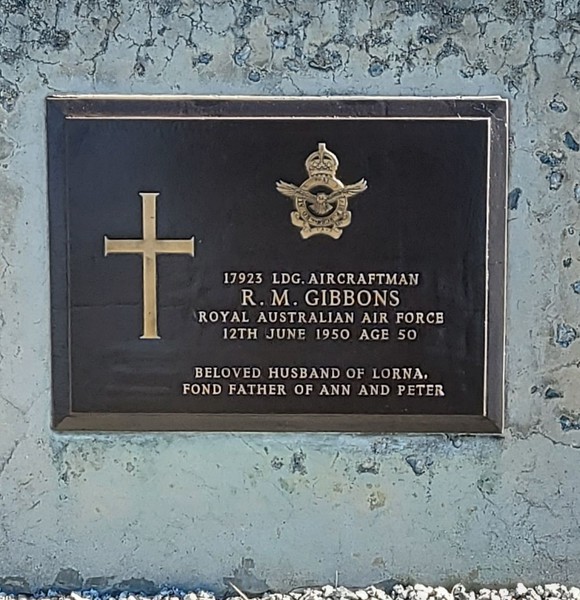 17923 LDG. AIRCRAFTMAN
R. M. GIBBONS
ROYAL AUSTRALIAN AIR FORCE
12TH JUNE 1950 AGE 50
BELOVED HUSBAND OF LORNA,
FOND FATHER OF ANN AND PETER